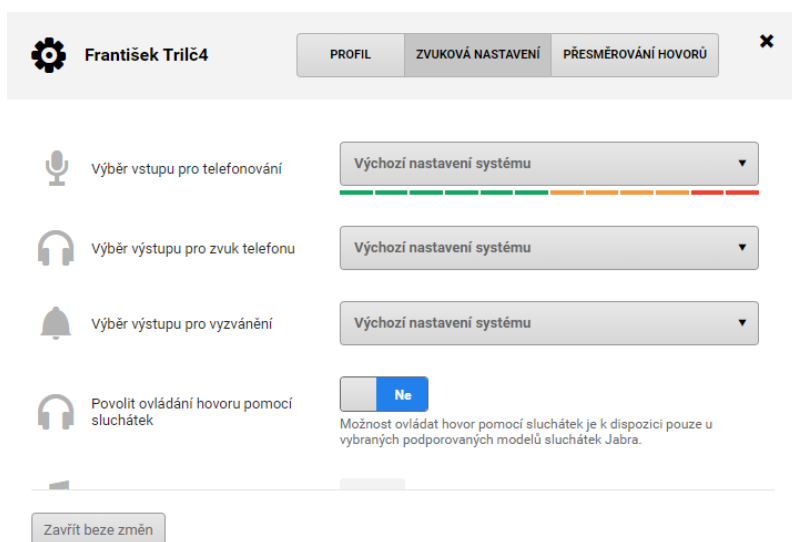 František Trilč4
PROFIL
ZVUKOVÁ NASTAVENÍ
PŘESMĚROVÁNÍ HOVORŮ
Výběr vstupu pro telefonování
Výchozí nastavení systému
Výběr výstupu pro zvuk telefonu
Výchozí nastavení systému
Výběr výstupu pro vyzvánění
Výchozí nastavení systému
Povolit ovládání hovoru pomocí
sluchátek
Ne
Možnost ovládat hovor pomocí sluchátek je k dispozici pouze u
vybraných podporovaných modelů sluchátek Jabra.
Zavřít beze změn